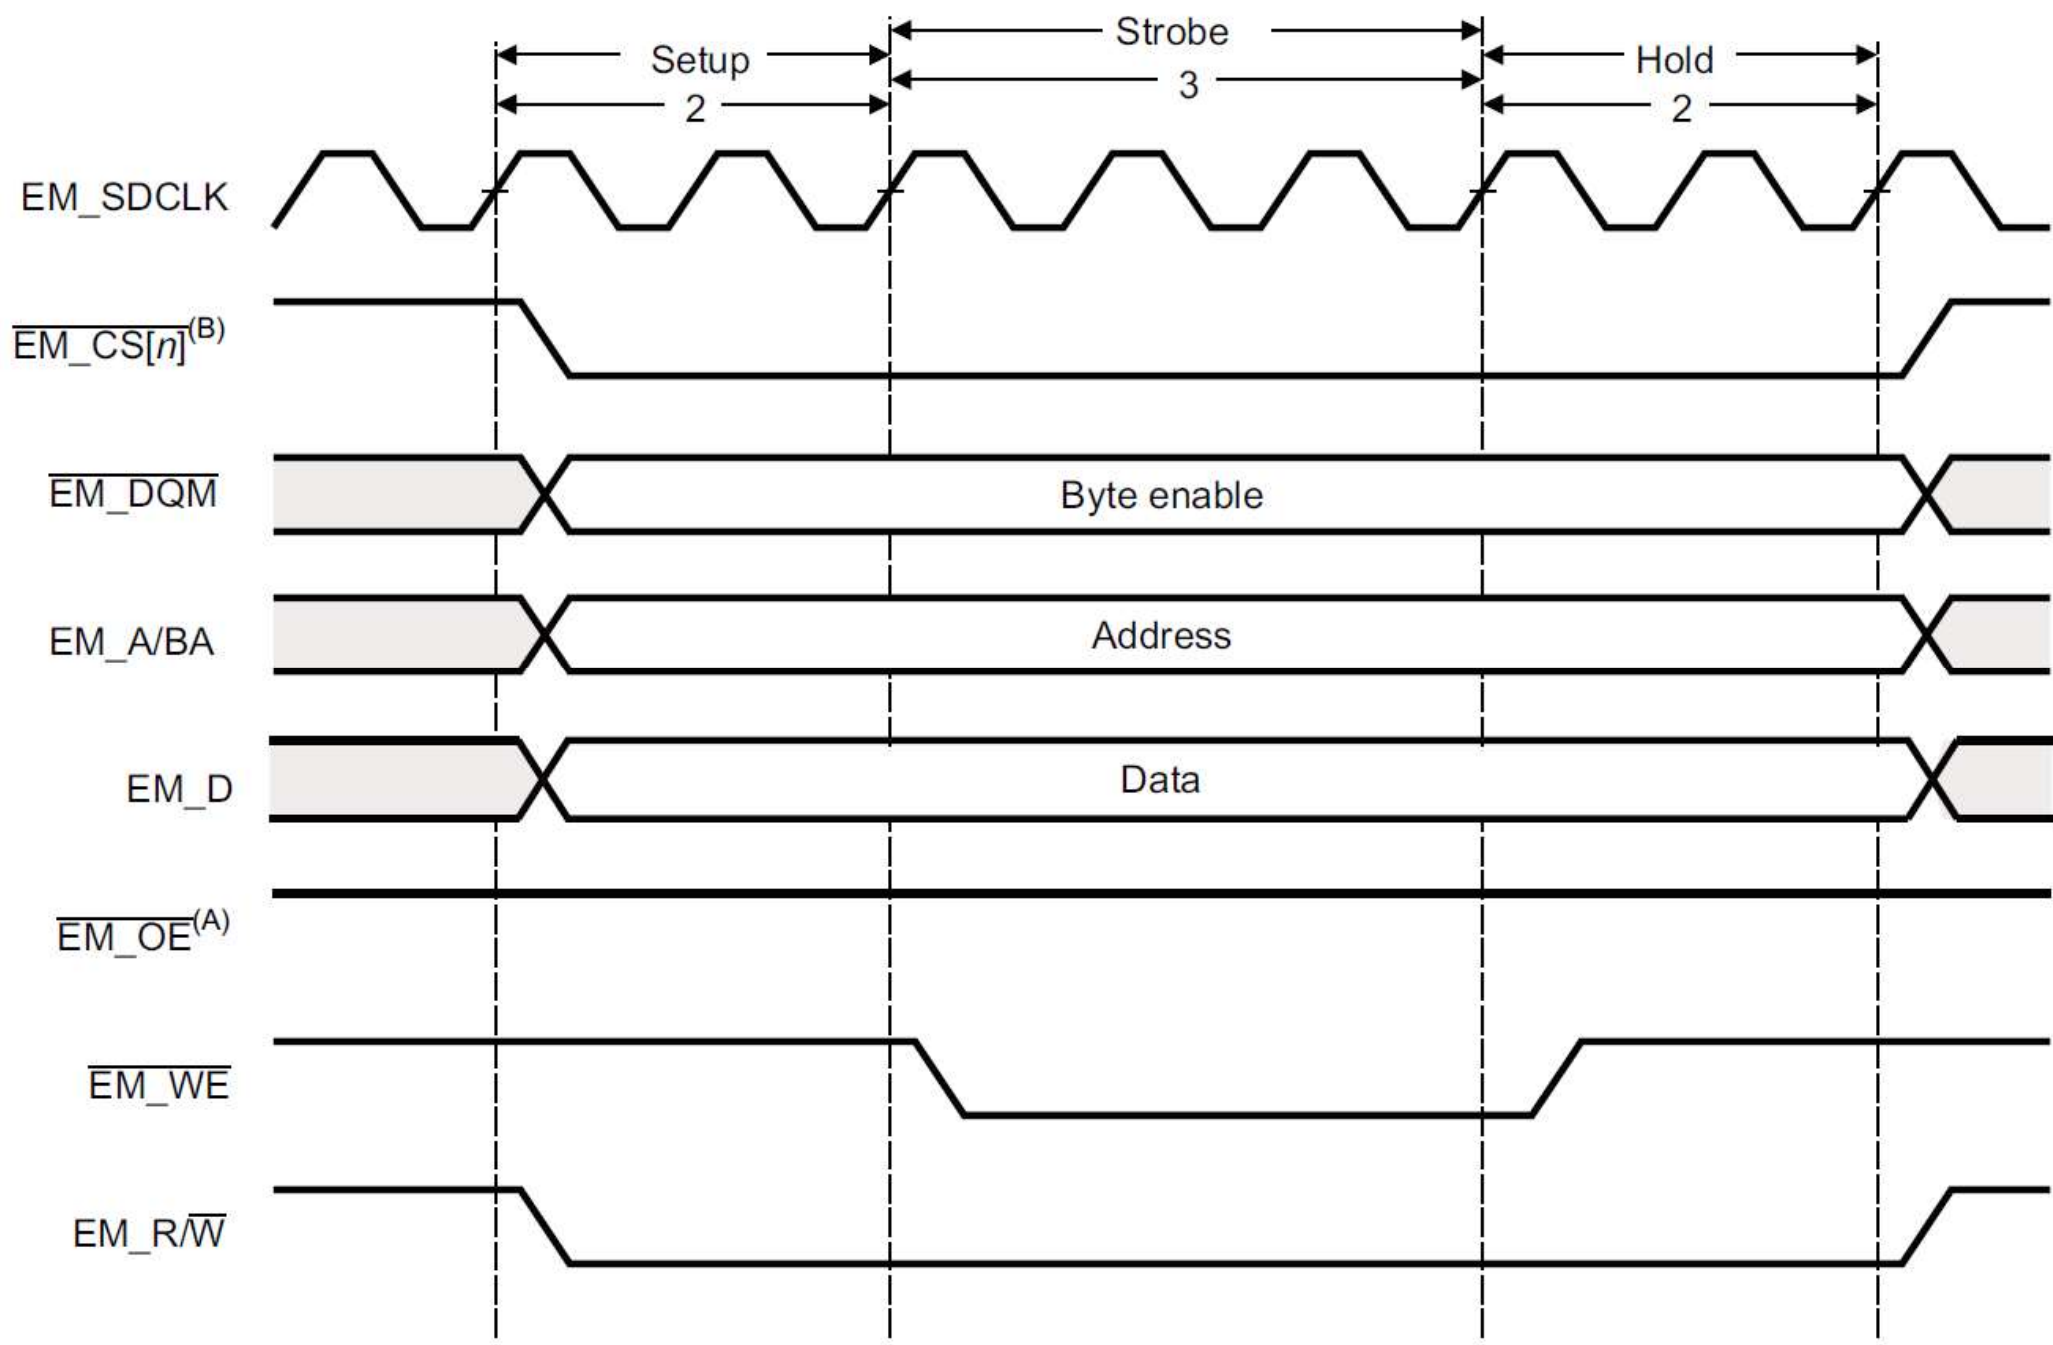 Setup
Strobe
Hold
2
3
2
EM_SDCLK
EM_CS[n](B)
EM_DQM
Byte enable
EM_A/BA
Address
EM_D
Data
EM_OE(A)
EM_WE
EM_R/W